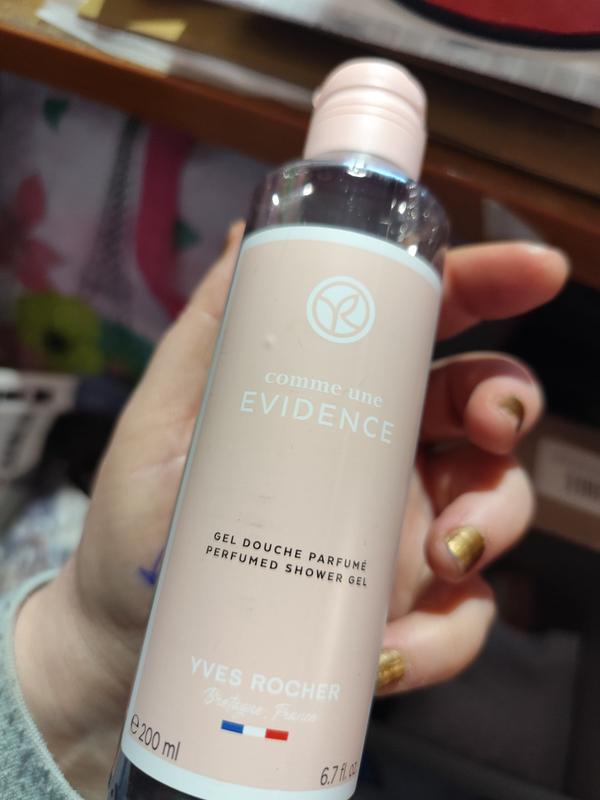 comme une
EVIDENCE
GEL DOUCHE PARFUMÉ
PERFUMED SHOWER GEL
YVES ROCHER
Bretagne, France
℮ 200 ml
6.7 fl. oz